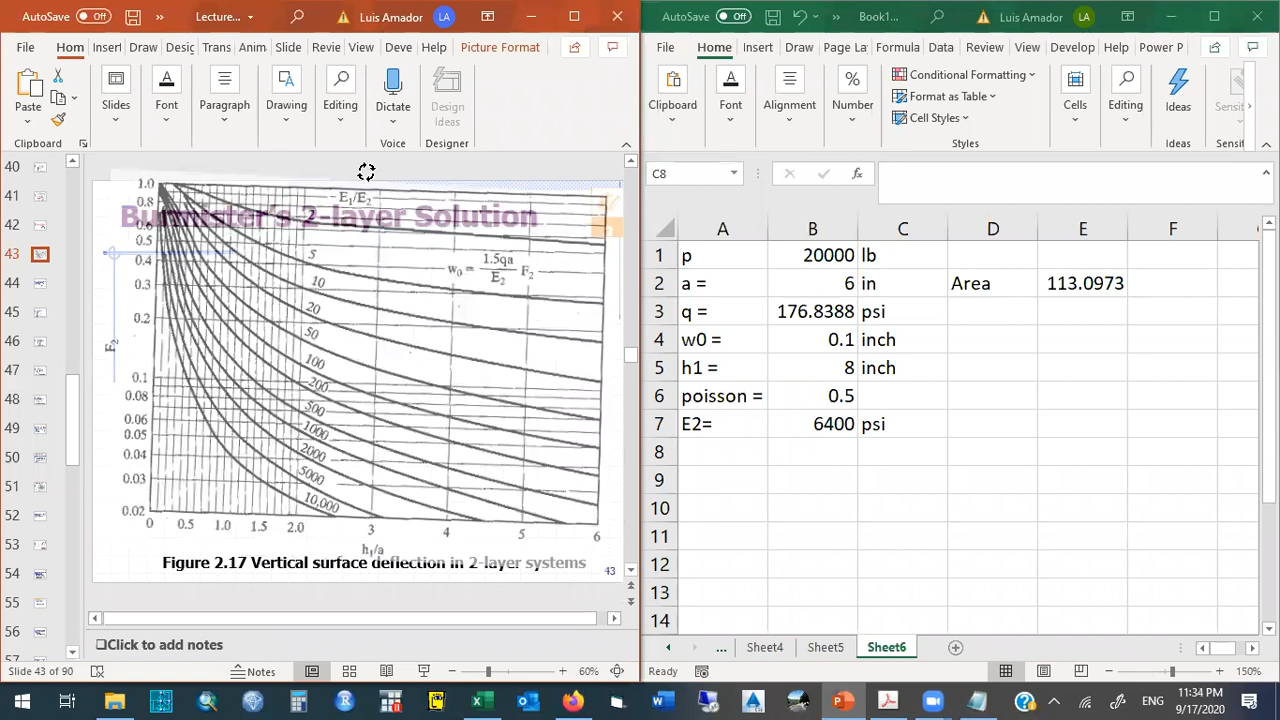 AutoSave Off Lecture... Luis Amador LA
File Hom Insert Draw Desig Trans Anim Slide Revie View Deve Help Picture Format
Paste Slides Font Paragraph Drawing Editing Dictate Design Ideas
Clipboard Voice Designer
40
41
42
43
44
45
46
47
48
49
50
51
52
53
54
55
56
Burmister's 2-layer Solution
E1/E2
w0 = 1.5qa/E2 F2
1.0
0.8
0.6
0.5
0.4
0.3
0.2
0.1
0.08
0.06
0.05
0.04
0.03
0.02
F2
5
10
20
50
100
200
500
1000
2000
5000
10,000
0 0.5 1.0 1.5 2.0 3 4 5 6
h1/a
Figure 2.17 Vertical surface deflection in 2-layer systems
43
Click to add notes
Slide 43 of 90 Notes 60%
AutoSave Off Book1... Luis Amador LA
File Home Insert Draw Page La Formula Data Review View Develop Help Power P
Clipboard Font Alignment Number
Conditional Formatting
Format as Table
Cell Styles
Cells Editing Ideas Sensit
Styles Ideas Sensit
C8 fx
A B C D E F
1 p 20000 lb
2 a = 6 in Area 113.0973
3 q = 176.8388 psi
4 w0 = 0.1 inch
5 h1 = 8 inch
6 poisson = 0.5
7 E2= 6400 psi
8
9
10
11
12
13
14
... Sheet4 Sheet5 Sheet6
Ready 150%
ENG 11:34 PM
9/17/2020